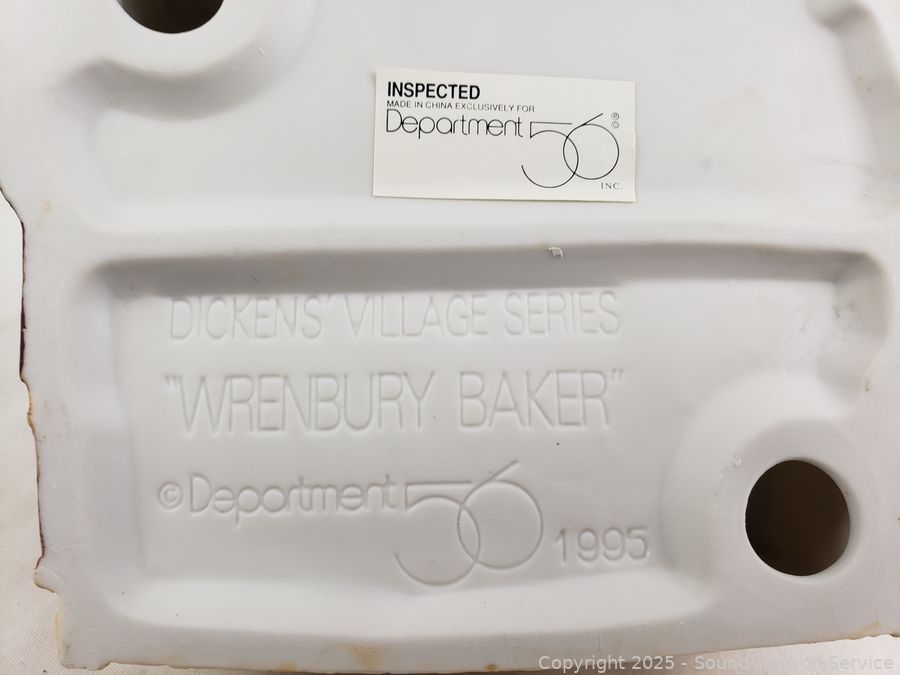 INSPECTED
MADE IN CHINA EXCLUSIVELY FOR
Department 56 ®©
INC.
DICKENS' VILLAGE SERIES
"WRENBURY BAKER"
© Department 56 1995
Copyright © 2025 - Sound Auction Service